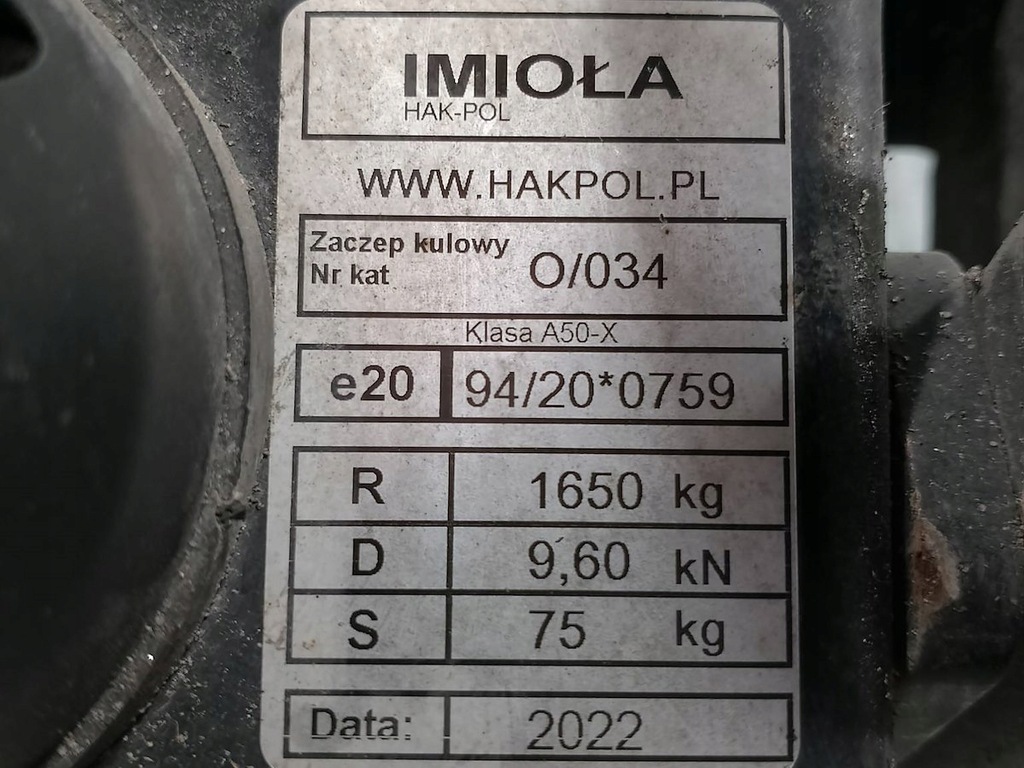 IMIOŁA
HAK-POL
WWW.HAKPOL.PL
Zaczep kulowy
Nr kat O/034
Klasa A50-X
e20 94/20*0759
R 1650 kg
D 9,60 kN
S 75 kg
Data: 2022